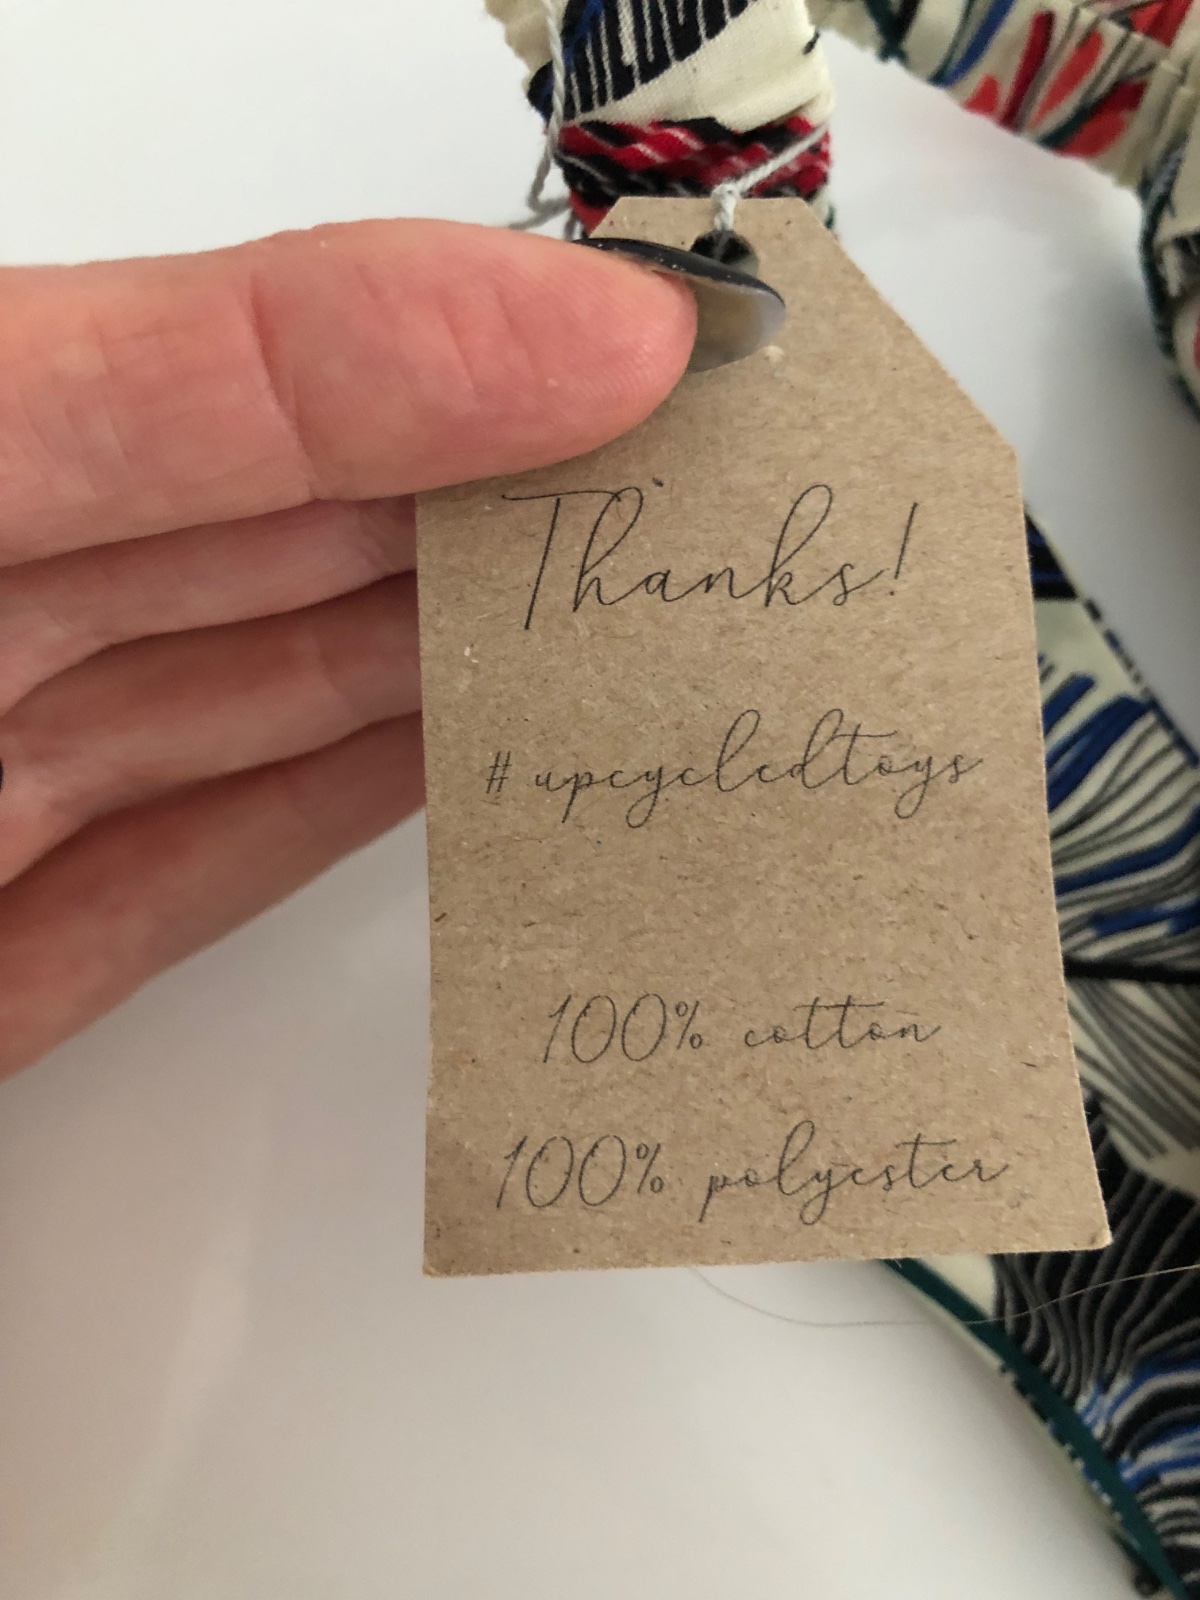 Thanks!
#upcycledtoys
100% cotton
100% polyester